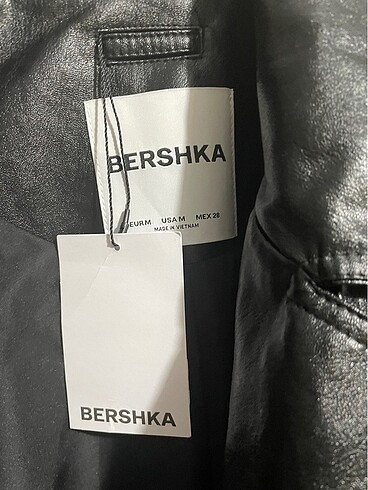 BERSHKA
EUR M USA M MEX 28
MADE IN VIETNAM
BERSHKA